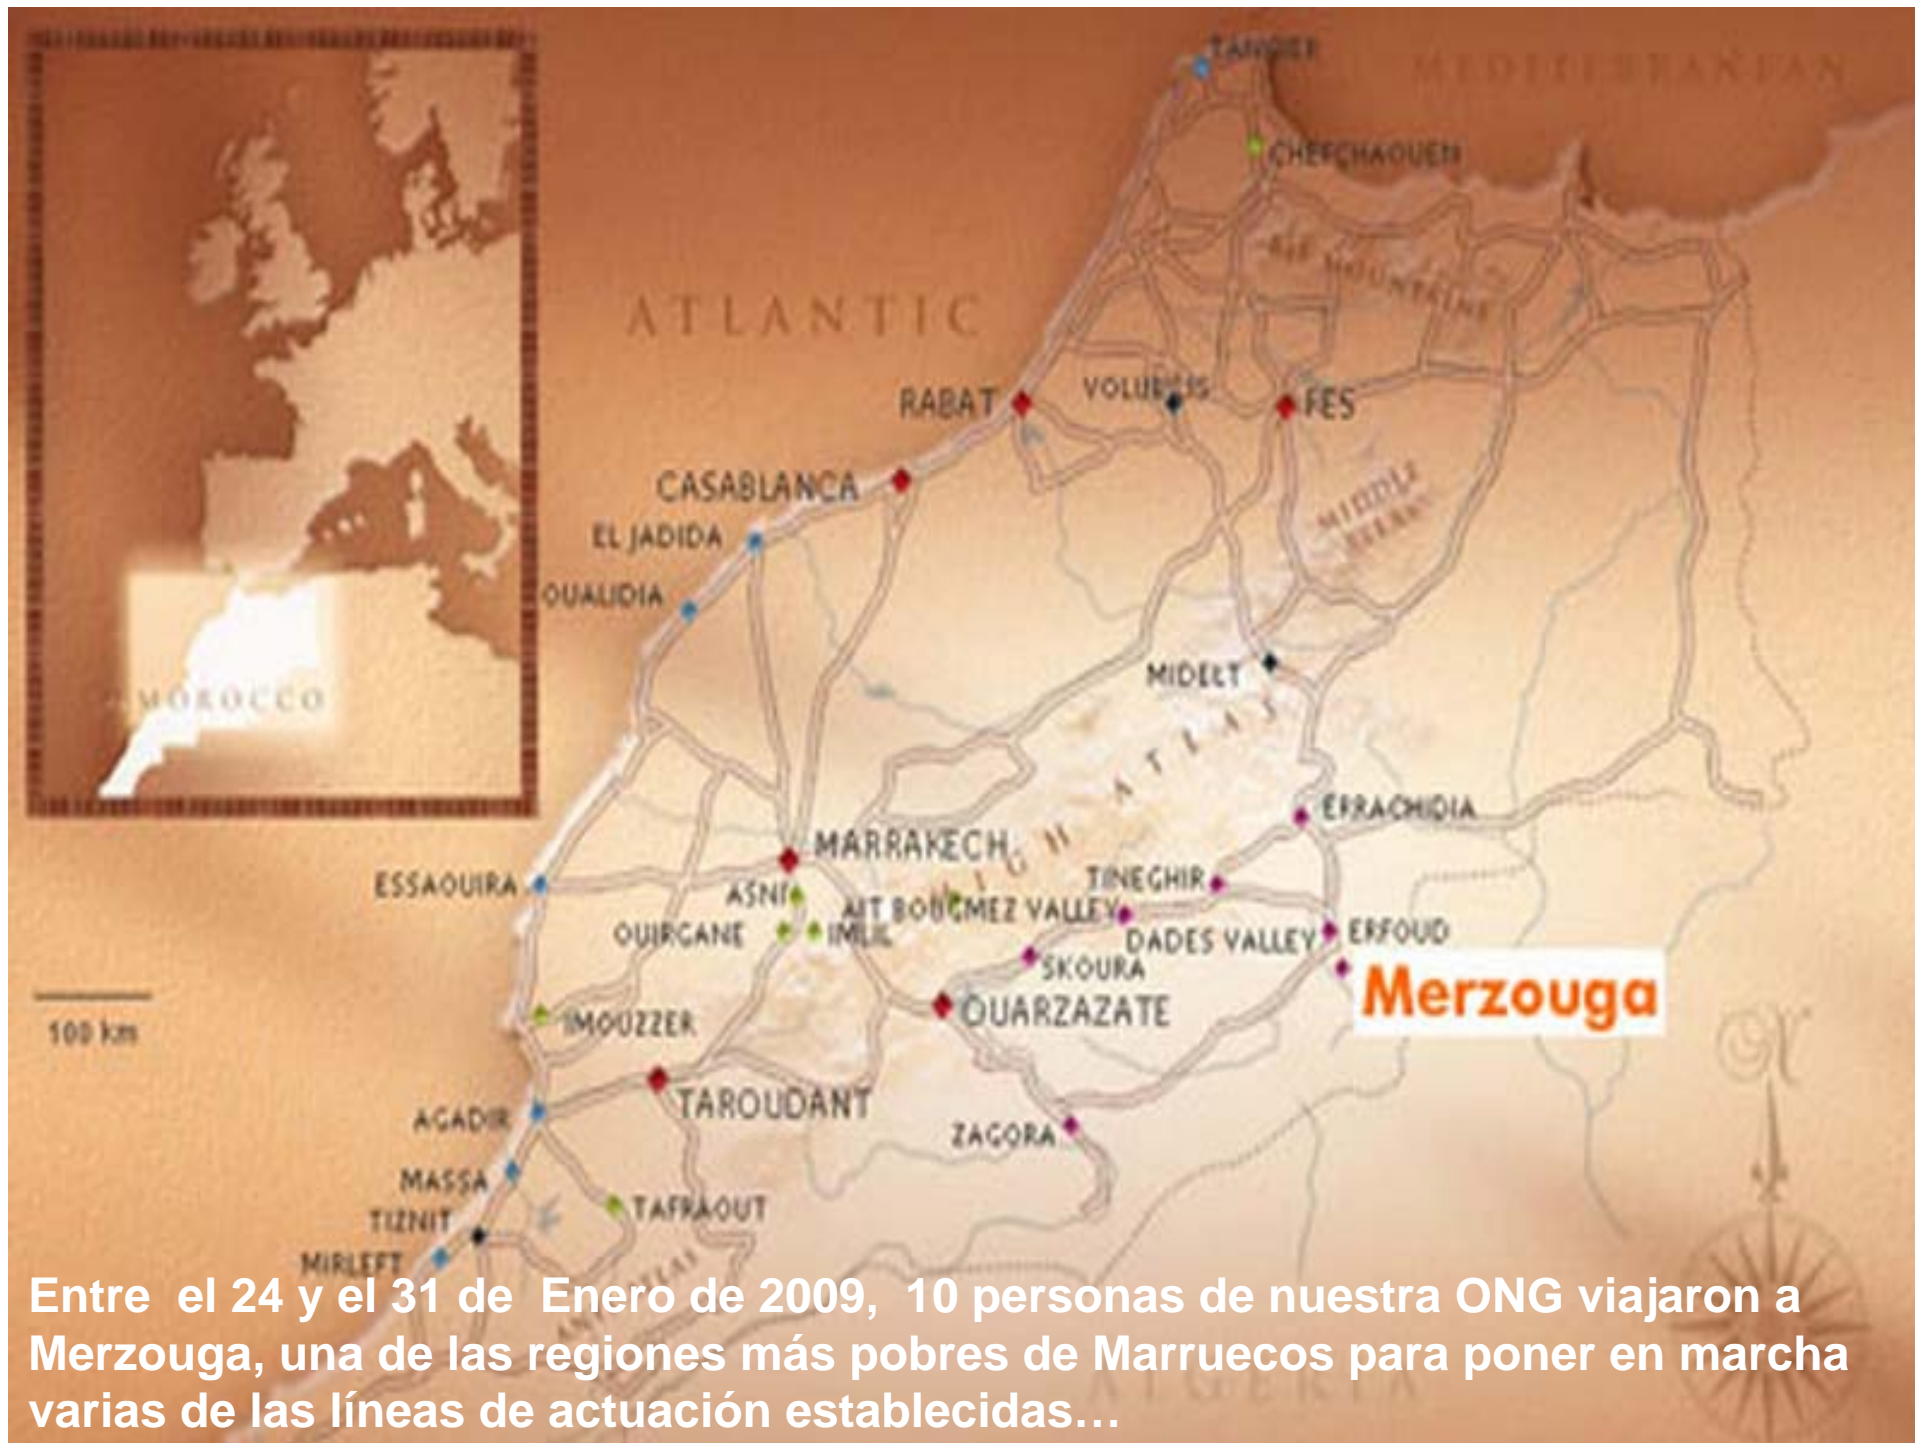 TANGIER
MEDITERRANEAN
CHEFCHAOUEN
RIF MOUNTAINS
ATLANTIC
RABAT
VOLUBILIS
FES
CASABLANCA
MIDDLE
EL JADIDA
OUALIDIA
MIDELT
MOROCCO
HIGH ATLAS
ERRACHIDIA
MARRAKECH
ESSAOUIRA
ASNI
TINEGHIR
AIT BOUGMEZ VALLEY
OUIRGANE
IMLIL
DADES VALLEY
ERFOUD
SKOURA
Merzouga
OUARZAZATE
100 km
IMOUZZER
TAROUDANT
AGADIR
ZAGORA
MASSA
TAFRAOUT
TIZNIT
MIRLEFT
ALGERIA
Entre el 24 y el 31 de Enero de 2009, 10 personas de nuestra ONG viajaron a
Merzouga, una de las regiones más pobres de Marruecos para poner en marcha
varias de las líneas de actuación establecidas…